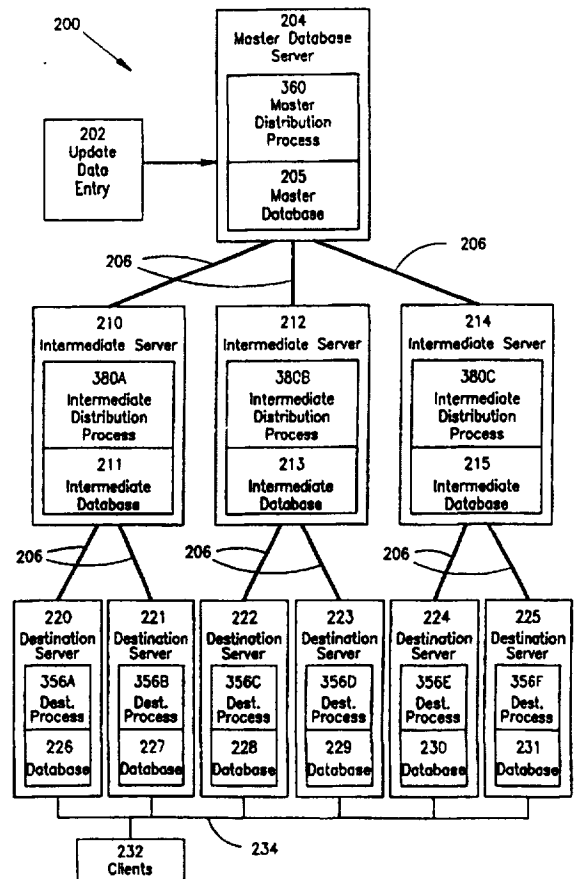 200
204
Master Database
Server
360
Master
Distribution
Process
205
Master
Database
202
Update
Data
Entry
206
206
210
Intermediate Server
380A
Intermediate
Distribution
Process
211
Intermediate
Database
212
Intermediate Server
380B
Intermediate
Distribution
Process
213
Intermediate
Database
214
Intermediate Server
380C
Intermediate
Distribution
Process
215
Intermediate
Database
206
206
206
220
Destination
Server
356A
Dest.
Process
226
Database
221
Destination
Server
356B
Dest.
Process
227
Database
222
Destination
Server
356C
Dest.
Process
228
Database
223
Destination
Server
356D
Dest.
Process
229
Database
224
Destination
Server
356E
Dest.
Process
230
Database
225
Destination
Server
356F
Dest.
Process
231
Database
232
Clients
234